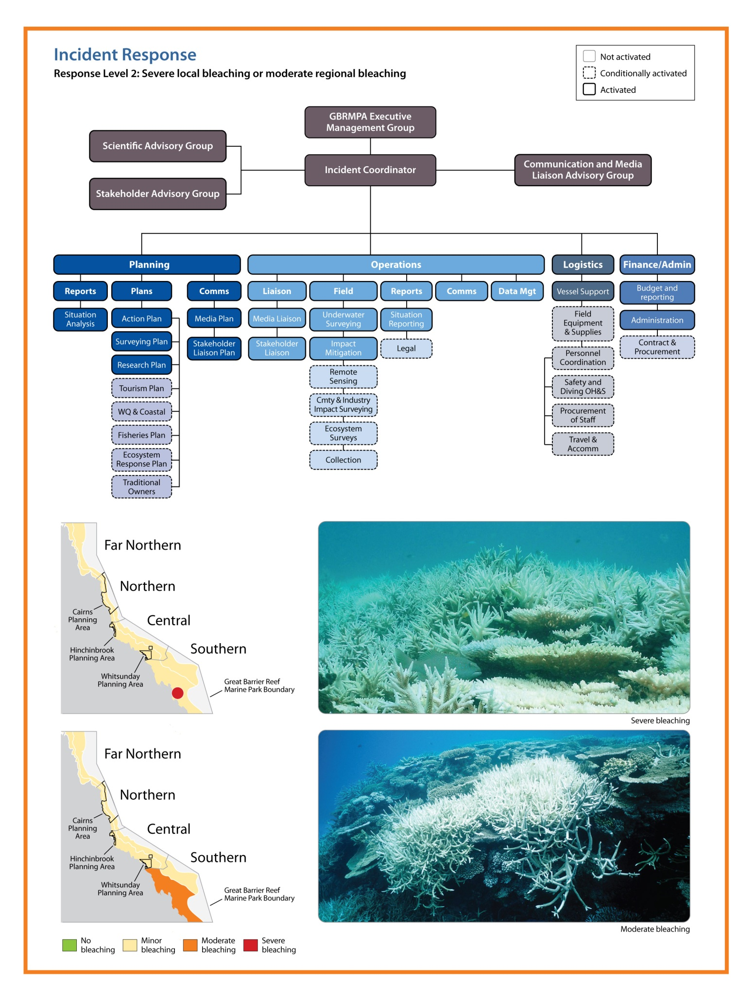 Incident Response
Response Level 2: Severe local bleaching or moderate regional bleaching
Not activated
Conditionally activated
Activated
GBRMPA Executive
Management Group
Scientific Advisory Group
Incident Coordinator
Communication and Media
Liaison Advisory Group
Stakeholder Advisory Group
Planning
Operations
Logistics
Finance/Admin
Reports
Plans
Comms
Liaison
Field
Reports
Comms
Data Mgt
Vessel Support
Budget and
reporting
Situation
Analysis
Action Plan
Surveying Plan
Research Plan
Tourism Plan
WQ & Coastal
Fisheries Plan
Ecosystem
Response Plan
Traditional
Owners
Media Plan
Stakeholder
Liaison Plan
Media Liaison
Stakeholder
Liaison
Underwater
Surveying
Impact
Mitigation
Remote
Sensing
Cmty & Industry
Impact Surveying
Ecosystem
Surveys
Collection
Situation
Reporting
Legal
Field
Equipment
& Supplies
Personnel
Coordination
Safety and
Diving OH&S
Procurement
of Staff
Travel &
Accomm
Administration
Contract &
Procurement
Far Northern
Northern
Cairns
Planning
Area
Central
Hinchinbrook
Planning Area
Southern
Whitsunday
Planning Area
Great Barrier Reef
Marine Park Boundary
Severe bleaching
Far Northern
Northern
Cairns
Planning
Area
Central
Hinchinbrook
Planning Area
Southern
Whitsunday
Planning Area
Great Barrier Reef
Marine Park Boundary
Moderate bleaching
No
bleaching
Minor
bleaching
Moderate
bleaching
Severe
bleaching